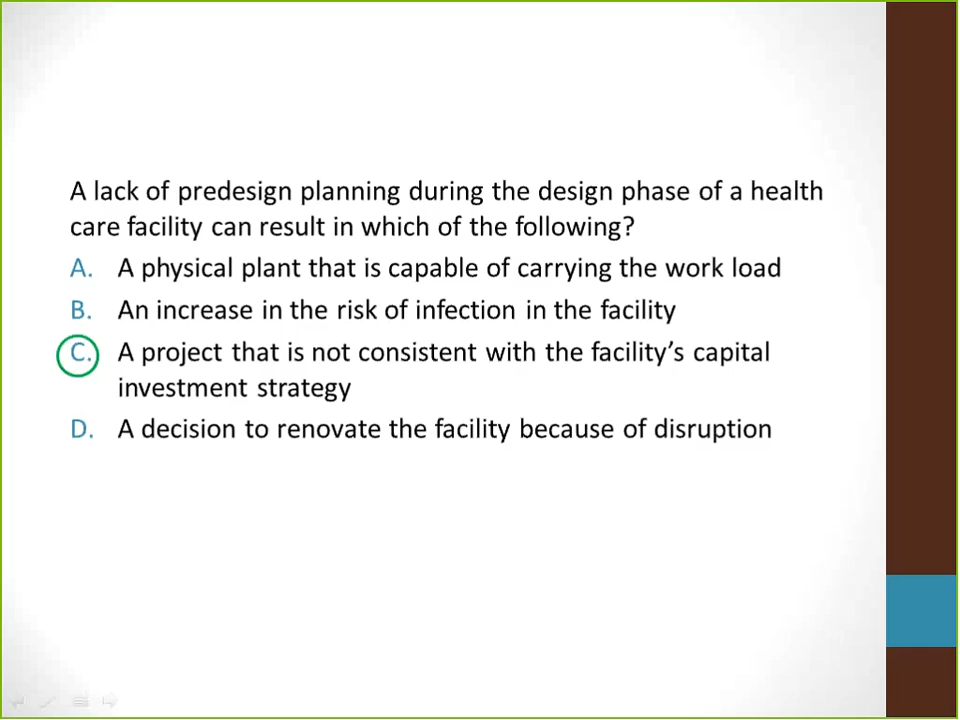 A lack of predesign planning during the design phase of a health
care facility can result in which of the following?
A. A physical plant that is capable of carrying the work load
B. An increase in the risk of infection in the facility
C. A project that is not consistent with the facility's capital
investment strategy
D. A decision to renovate the facility because of disruption